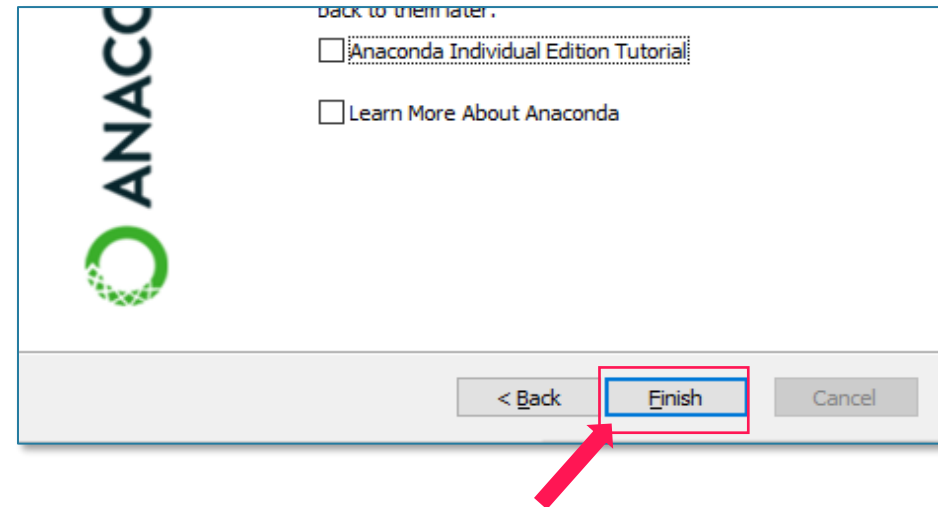 back to them later.
Anaconda Individual Edition Tutorial
Learn More About Anaconda
ANACO
< Back
Finish
Cancel